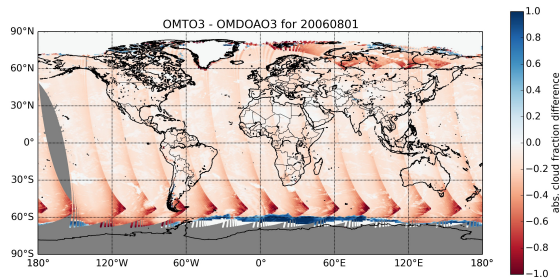 OMTO3 - OMDOAO3 for 20060801
90°N
60°N
30°N
0°
30°S
60°S
90°S
180° 120°W 60°W 0° 60°E 120°E 180°
1.0
0.8
0.6
0.4
0.2
0.0
−0.2
−0.4
−0.6
−0.8
−1.0
abs. cloud fraction difference